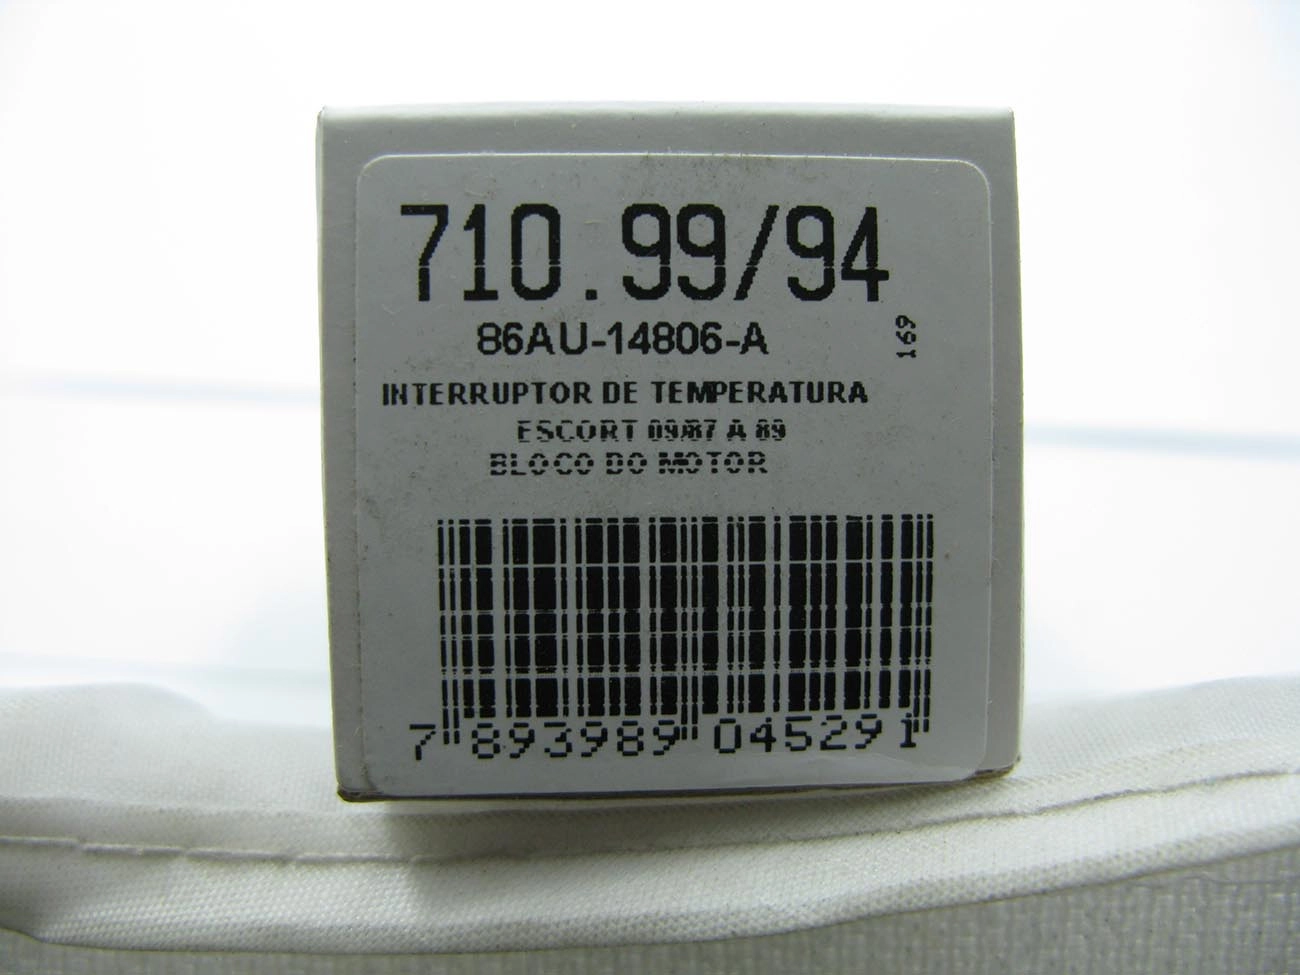 710.99/94
86AU-14806-A
169
INTERRUPTOR DE TEMPERATURA
ESCORT 09/87 A 89
BLOCO DO MOTOR
7 893989 045291